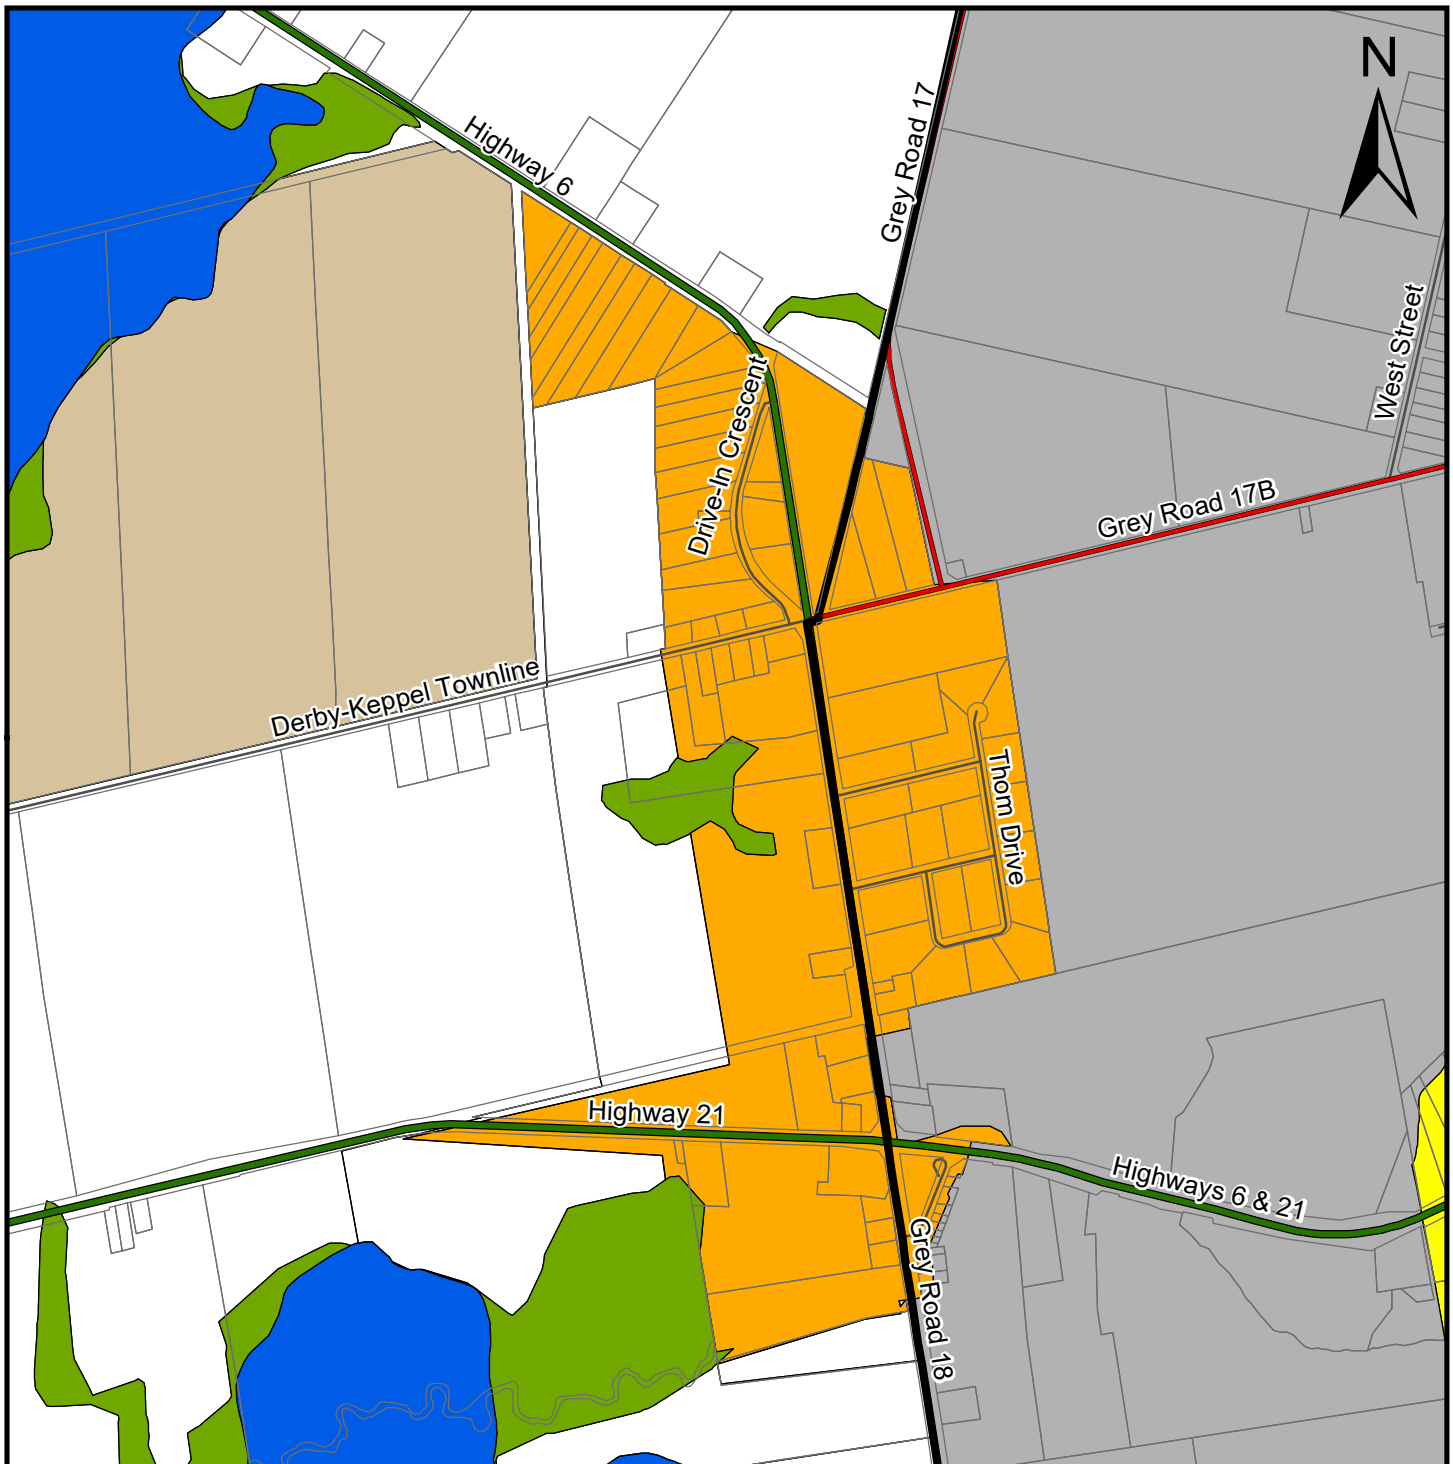 N
Highway 6
Grey Road 17
West Street
Drive-In Crescent
Grey Road 17B
Derby-Keppel Townline
Thom Drive
Highway 21
Highways 6 & 21
Grey Road 18